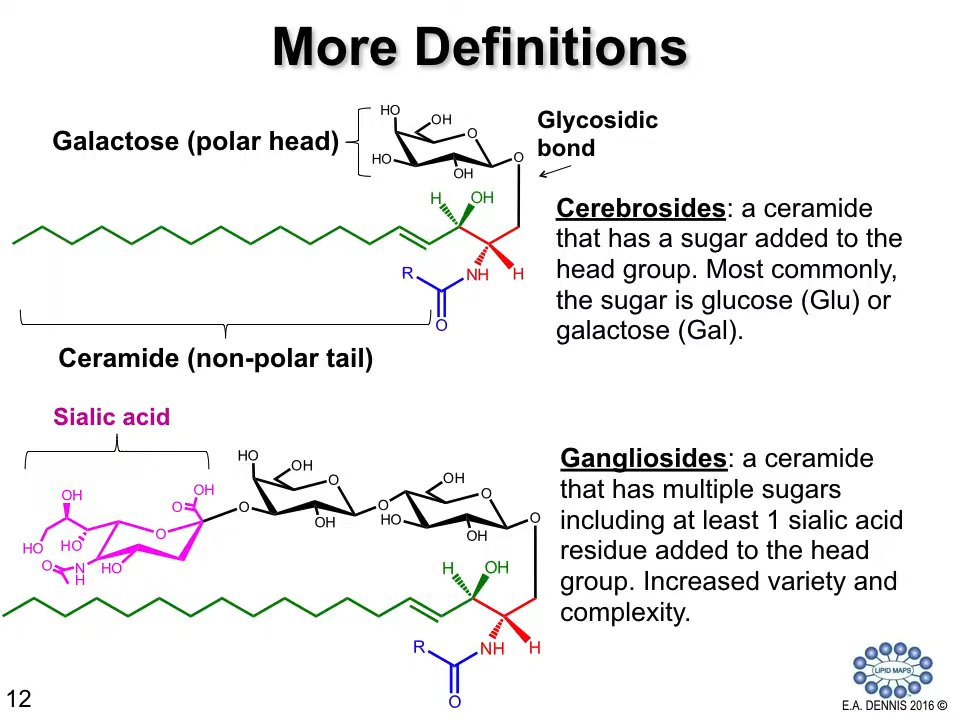 More Definitions
HO
OH
O
Galactose (polar head)
HO
OH
O
Glycosidic
bond
H
OH
R
NH
H
O
Cerebrosides: a ceramide
that has a sugar added to the
head group. Most commonly,
the sugar is glucose (Glu) or
galactose (Gal).
Ceramide (non-polar tail)
Sialic acid
HO
OH
O
OH
O
OH
O
OH
HO
O
OH
O
OH
O
O
HO
HO
O
N
H
HO
H
OH
R
NH
H
O
Gangliosides: a ceramide
that has multiple sugars
including at least 1 sialic acid
residue added to the head
group. Increased variety and
complexity.
12
LIPID MAPS
E.A. DENNIS 2016 ©